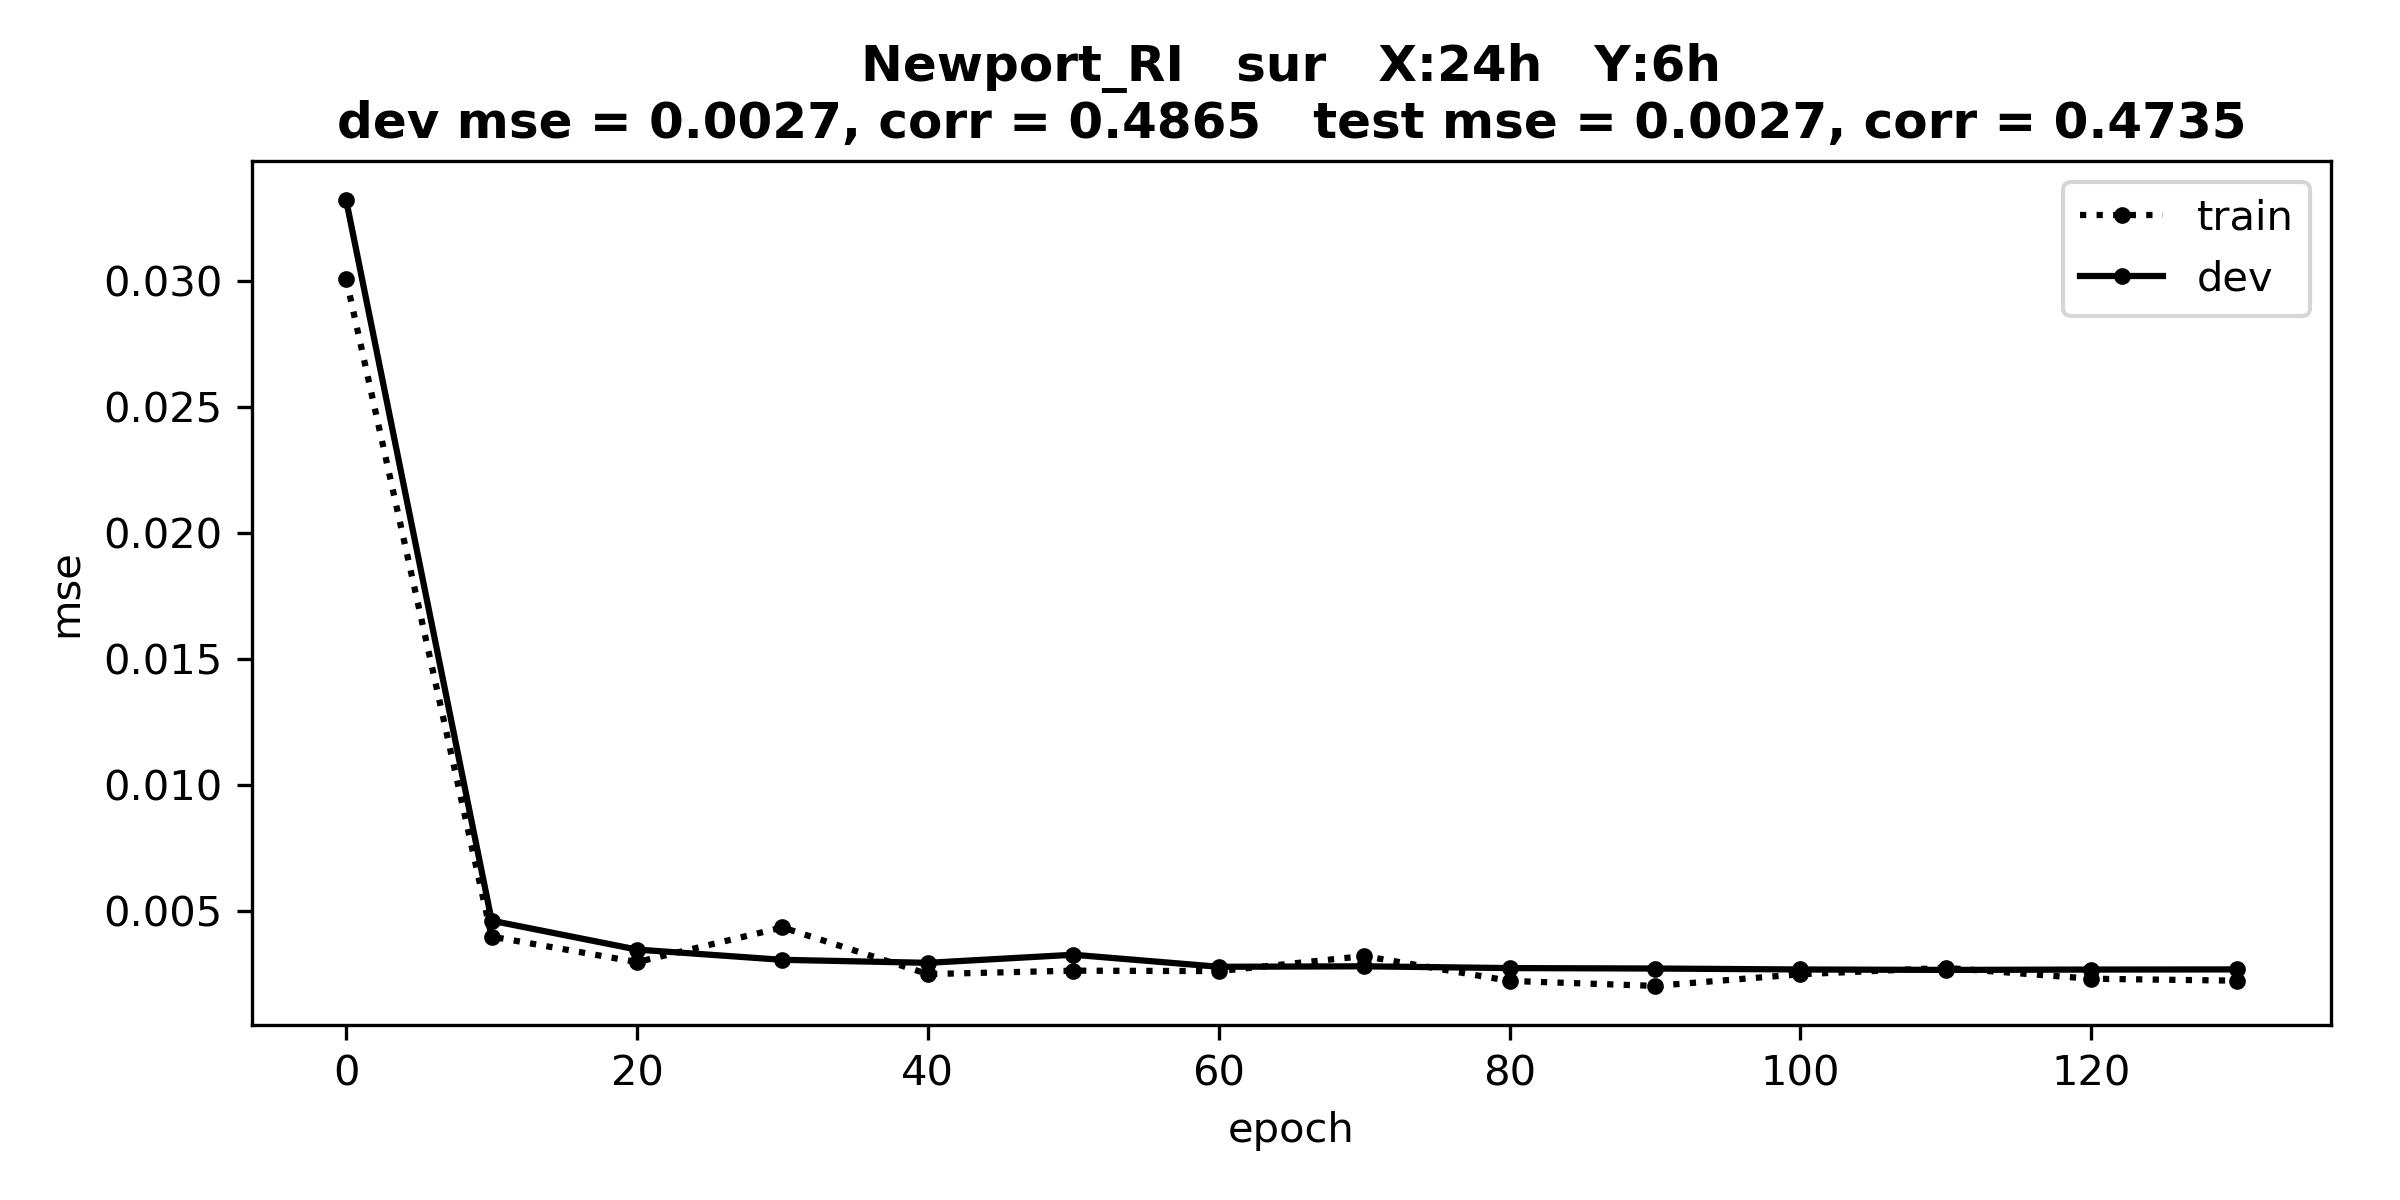 Newport_RI sur X:24h Y:6h
dev mse = 0.0027, corr = 0.4865 test mse = 0.0027, corr = 0.4735
train
dev
0.030
0.025
0.020
0.015
0.010
0.005
mse
0 20 40 60 80 100 120
epoch